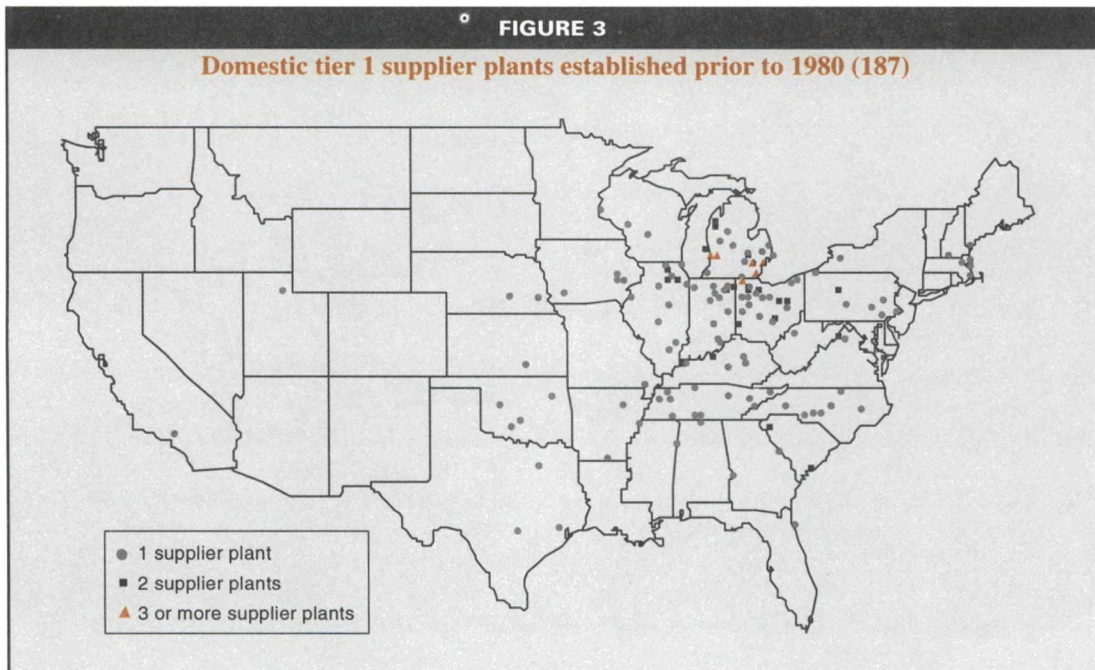 FIGURE 3
Domestic tier 1 supplier plants established prior to 1980 (187)
1 supplier plant
2 supplier plants
3 or more supplier plants